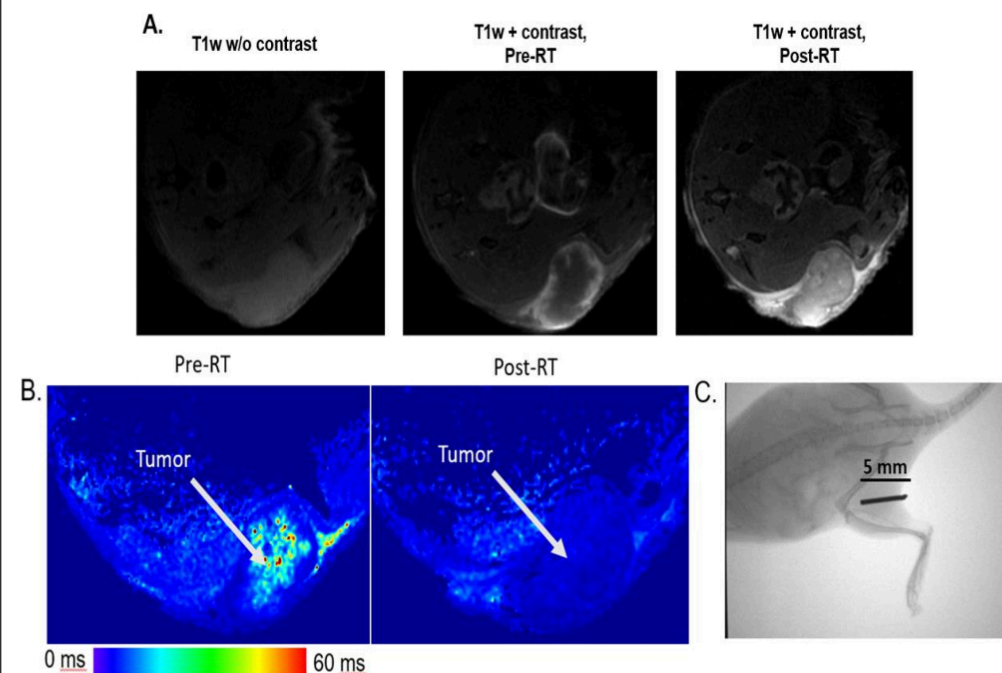 A.
T1w w/o contrast
T1w + contrast,
Pre-RT
T1w + contrast,
Post-RT
B.
Pre-RT
Post-RT
Tumor
Tumor
0 ms
60 ms
C.
5 mm